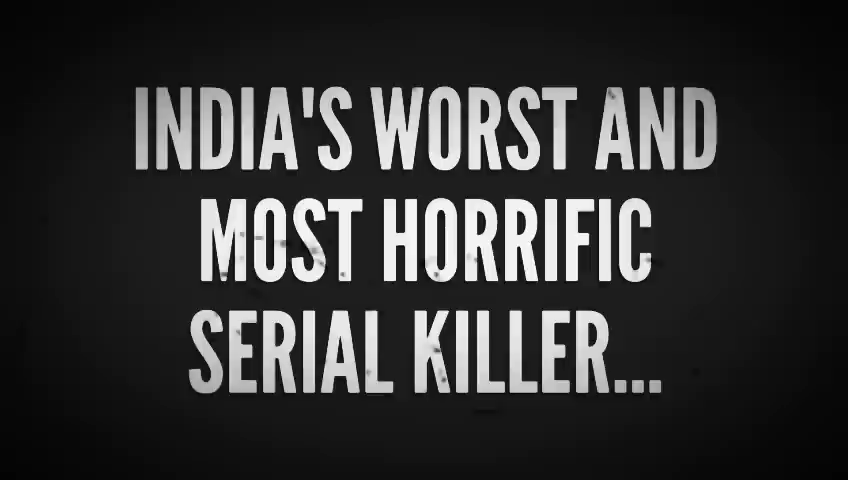 INDIA'S WORST AND
MOST HORRIFIC
SERIAL KILLER...